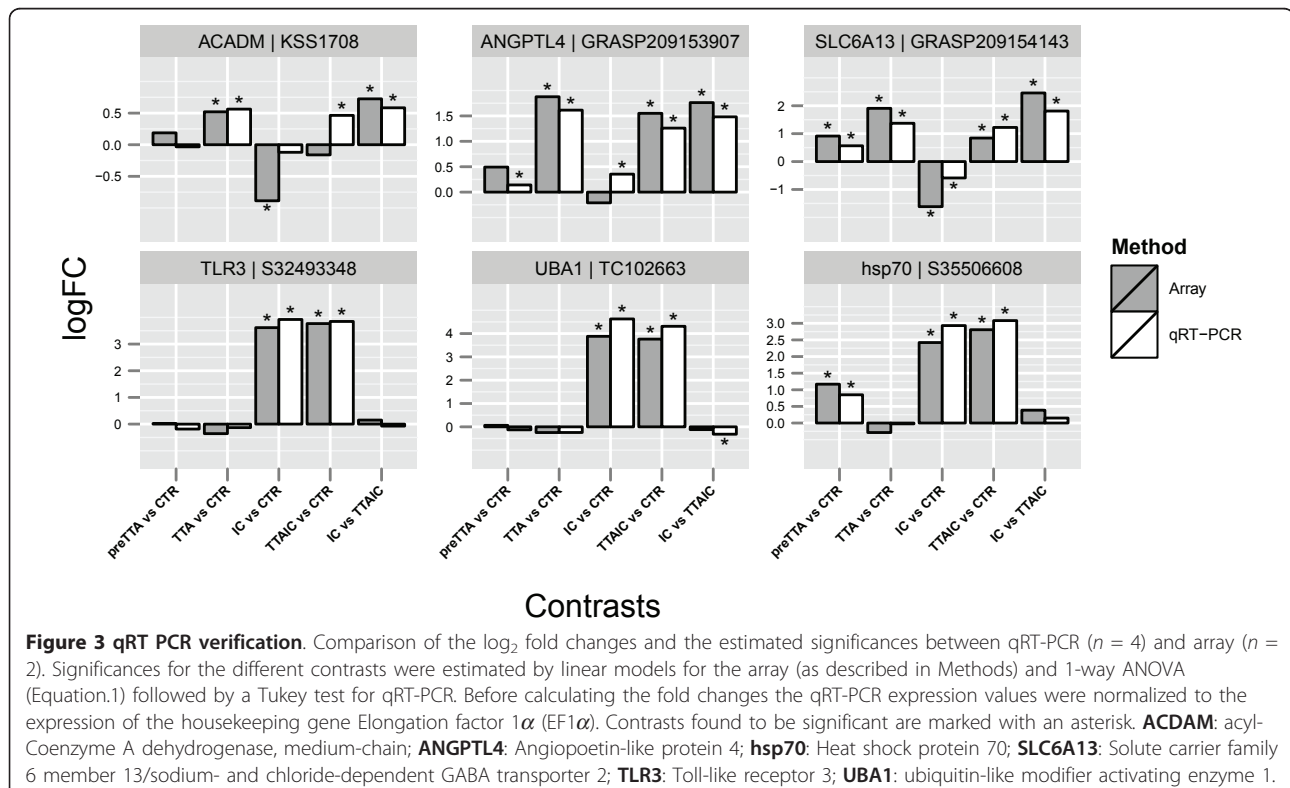 ACADM | KSS1708
ANGPTL4 | GRASP209153907
SLC6A13 | GRASP209154143
0.5
0.0
−0.5
1.5
1.0
0.5
0.0
2
1
0
−1
* * * * * *
* * * * * * *
* * * * * * * * * *
TLR3 | S32493348
UBA1 | TC102663
hsp70 | S35506608
3
2
1
0
4
3
2
1
0
3.0
2.5
2.0
1.5
1.0
0.5
0.0
* * * *
* * * * *
* * * * * *
logFC
preTTA vs CTR
TTA vs CTR
IC vs CTR
TTAIC vs CTR
IC vs TTAIC
preTTA vs CTR
TTA vs CTR
IC vs CTR
TTAIC vs CTR
IC vs TTAIC
preTTA vs CTR
TTA vs CTR
IC vs CTR
TTAIC vs CTR
IC vs TTAIC
Contrasts
Method
Array
qRT−PCR
Figure 3 qRT PCR verification. Comparison of the log2 fold changes and the estimated significances between qRT-PCR (n = 4) and array (n =
2). Significances for the different contrasts were estimated by linear models for the array (as described in Methods) and 1-way ANOVA
(Equation.1) followed by a Tukey test for qRT-PCR. Before calculating the fold changes the qRT-PCR expression values were normalized to the
expression of the housekeeping gene Elongation factor 1α (EF1α). Contrasts found to be significant are marked with an asterisk. ACDAM: acyl-
Coenzyme A dehydrogenase, medium-chain; ANGPTL4: Angiopoetin-like protein 4; hsp70: Heat shock protein 70; SLC6A13: Solute carrier family
6 member 13/sodium- and chloride-dependent GABA transporter 2; TLR3: Toll-like receptor 3; UBA1: ubiquitin-like modifier activating enzyme 1.